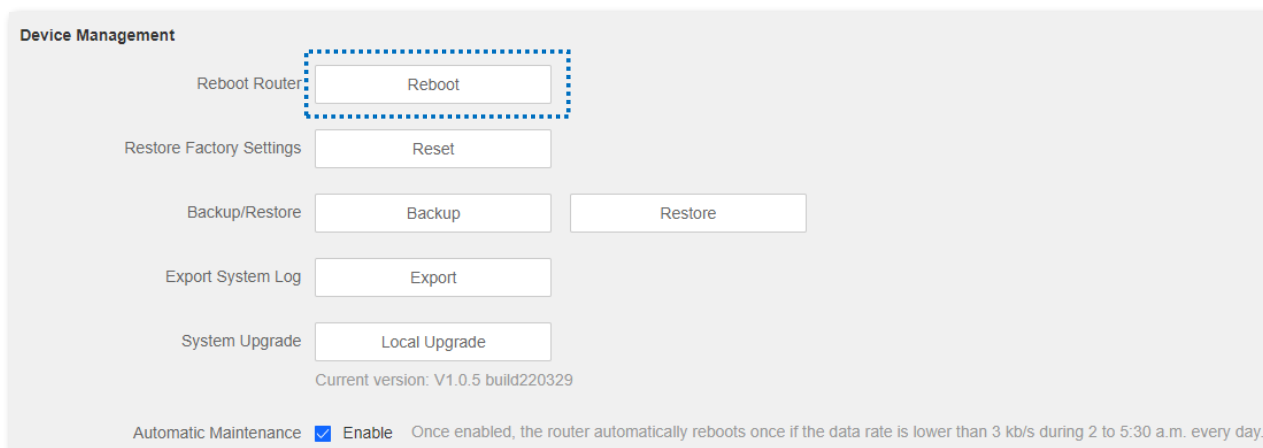 Device Management
Reboot Router Reboot
Restore Factory Settings Reset
Backup/Restore Backup Restore
Export System Log Export
System Upgrade Local Upgrade
Current version: V1.0.5 build220329
Automatic Maintenance Enable Once enabled, the router automatically reboots once if the data rate is lower than 3 kb/s during 2 to 5:30 a.m. every day.